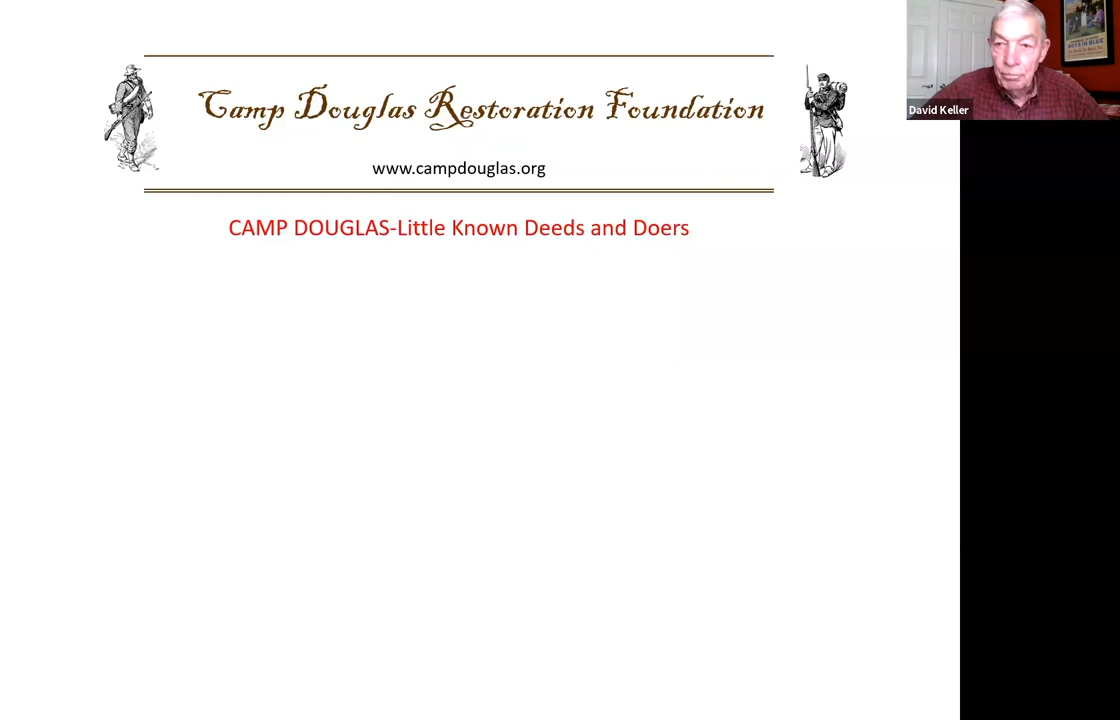 Camp Douglas Restoration Foundation
www.campdouglas.org
CAMP DOUGLAS-Little Known Deeds and Doers
David Keller